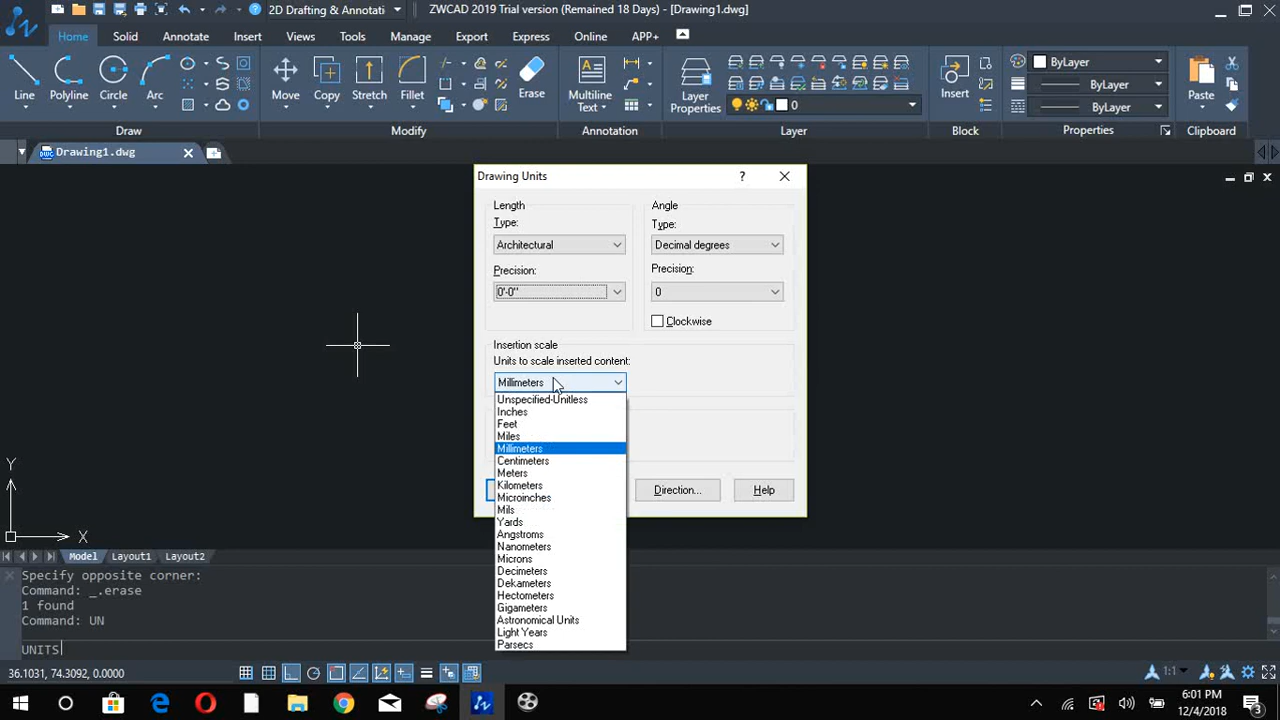 2D Drafting & Annotati
ZWCAD 2019 Trial version (Remained 18 Days) - [Drawing1.dwg]
Home Solid Annotate Insert Views Tools Manage Export Express Online APP+
Line Polyline Circle Arc Move Copy Stretch Fillet Erase Multiline Text Layer Properties 0 Insert ByLayer ByLayer ByLayer Paste
Draw Modify Annotation Layer Block Properties Clipboard
Drawing1.dwg
Drawing Units
Length
Type:
Architectural
Precision:
0'-0"
Angle
Type:
Decimal degrees
Precision:
0
Clockwise
Insertion scale
Units to scale inserted content:
Millimeters
Unspecified-Unitless
Inches
Feet
Miles
Millimeters
Centimeters
Meters
Kilometers
Microinches
Mils
Yards
Angstroms
Nanometers
Microns
Decimeters
Dekameters
Hectometers
Gigameters
Astronomical Units
Light Years
Parsecs
Direction...
Help
Y
X
Model Layout1 Layout2
Specify opposite corner:
Command: _.erase
1 found
Command: UN
UNITS
36.1031, 74.3092, 0.0000
1:1
6:01 PM
12/4/2018
3